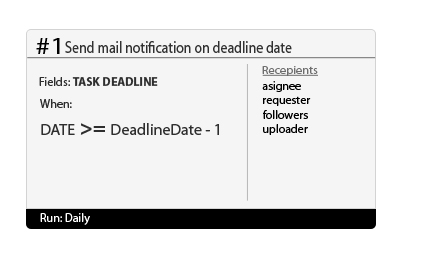 #1 Send mail notification on deadline date
Fields: TASK DEADLINE
When:
DATE >= DeadlineDate - 1
Recepients
asignee
requester
followers
uploader
Run: Daily